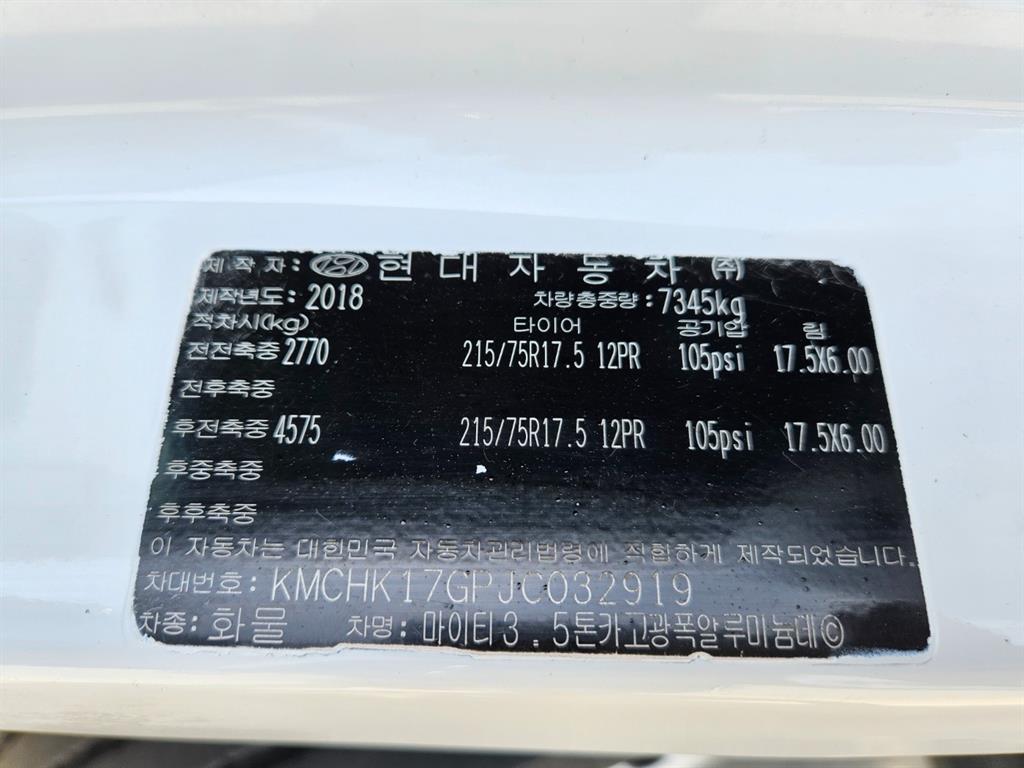 제 작 자 : 현 대 자 동 차 ㈜
제작년도 : 2018 차량총중량 : 7345kg
적차시(kg) 타이어 공기압 림
전전축중 2770 215/75R17.5 12PR 105psi 17.5X6.00
전후축중
후전축중 4575 215/75R17.5 12PR 105psi 17.5X6.00
후중축중
후후축중
이 자동차는 대한민국 자동차관리법령에 적합하게 제작되었습니다.
차대번호 : KMCHK17GPJC032919
차종 : 화물 차명 : 마이티3.5톤카고광폭알루미늄데©